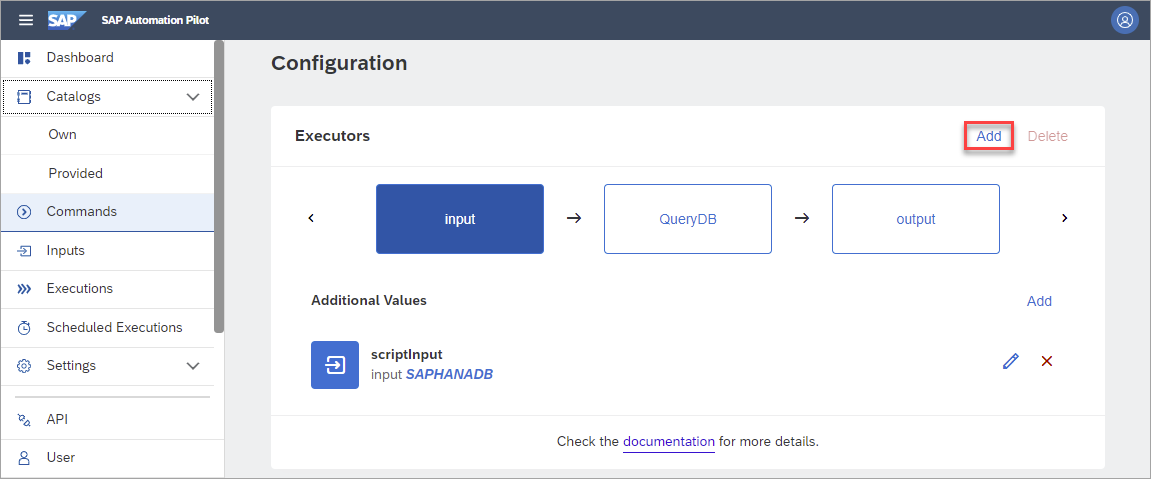 SAP SAP Automation Pilot
Dashboard
Catalogs
Own
Provided
Commands
Inputs
Executions
Scheduled Executions
Settings
API
User
Configuration
Executors Add Delete
input QueryDB output
Additional Values Add
scriptInput
input SAPHANADB
Check the documentation for more details.